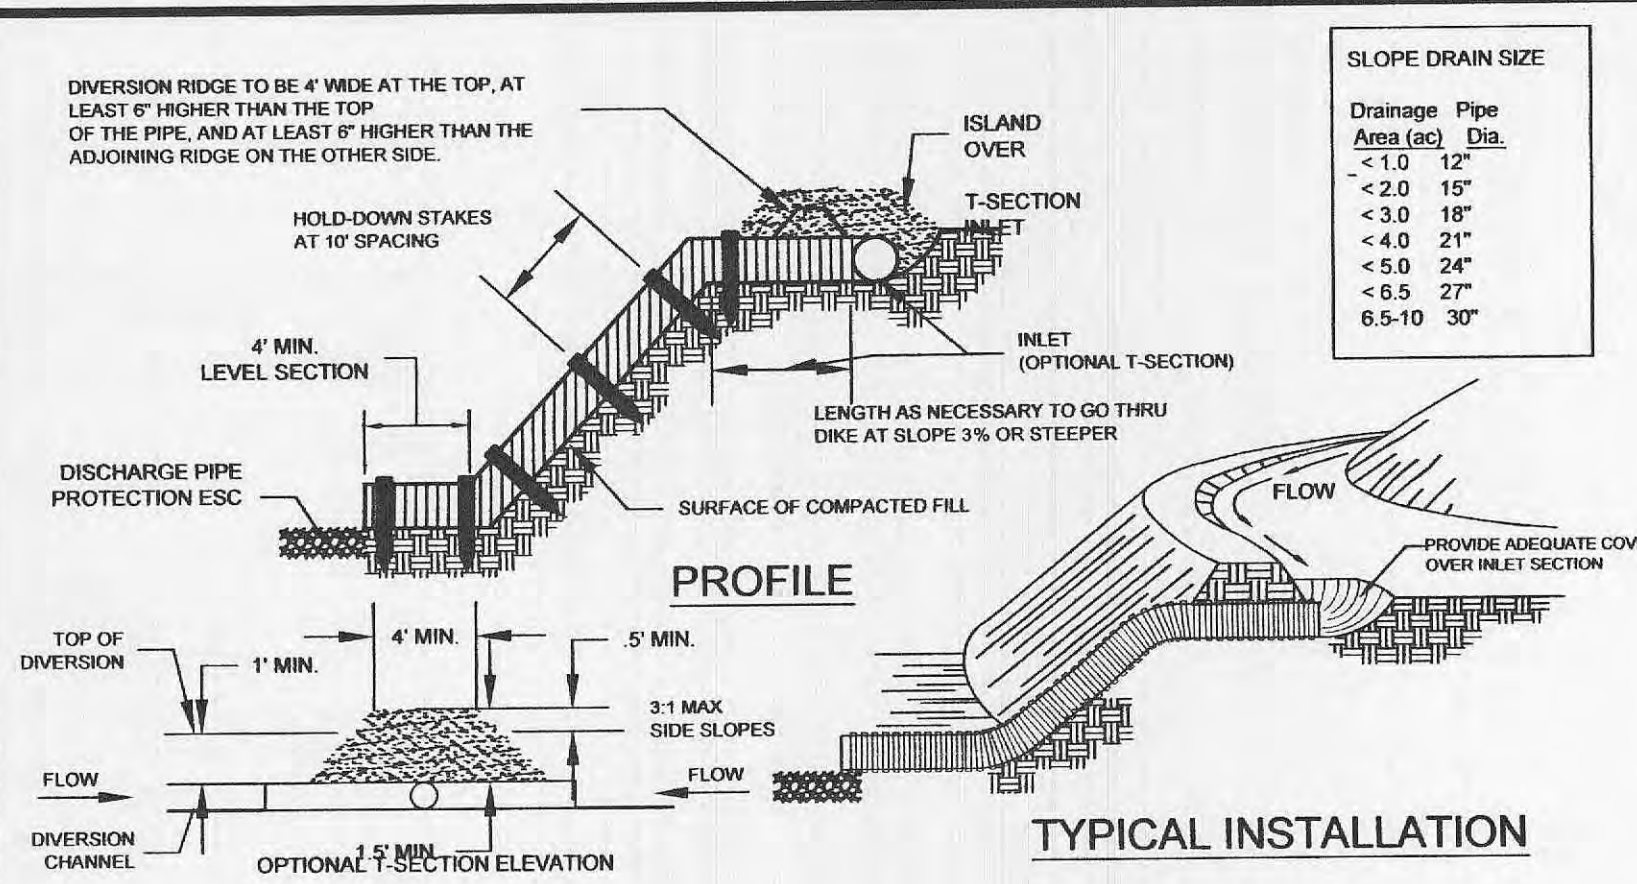 DIVERSION RIDGE TO BE 4' WIDE AT THE TOP, AT
LEAST 6" HIGHER THAN THE TOP
OF THE PIPE, AND AT LEAST 6" HIGHER THAN THE
ADJOINING RIDGE ON THE OTHER SIDE.
ISLAND
OVER
T-SECTION
INLET
HOLD-DOWN STAKES
AT 10' SPACING
4' MIN.
LEVEL SECTION
INLET
(OPTIONAL T-SECTION)
LENGTH AS NECESSARY TO GO THRU
DIKE AT SLOPE 3% OR STEEPER
DISCHARGE PIPE
PROTECTION ESC
SURFACE OF COMPACTED FILL
PROFILE
SLOPE DRAIN SIZE
Drainage Pipe
Area (ac) Dia.
< 1.0 12"
< 2.0 15"
< 3.0 18"
< 4.0 21"
< 5.0 24"
< 6.5 27"
6.5-10 30"
FLOW
PROVIDE ADEQUATE COV
OVER INLET SECTION
TYPICAL INSTALLATION
TOP OF
DIVERSION
1' MIN.
4' MIN.
.5' MIN.
3:1 MAX
SIDE SLOPES
FLOW
FLOW
DIVERSION
CHANNEL
1.5' MIN.
OPTIONAL T-SECTION ELEVATION